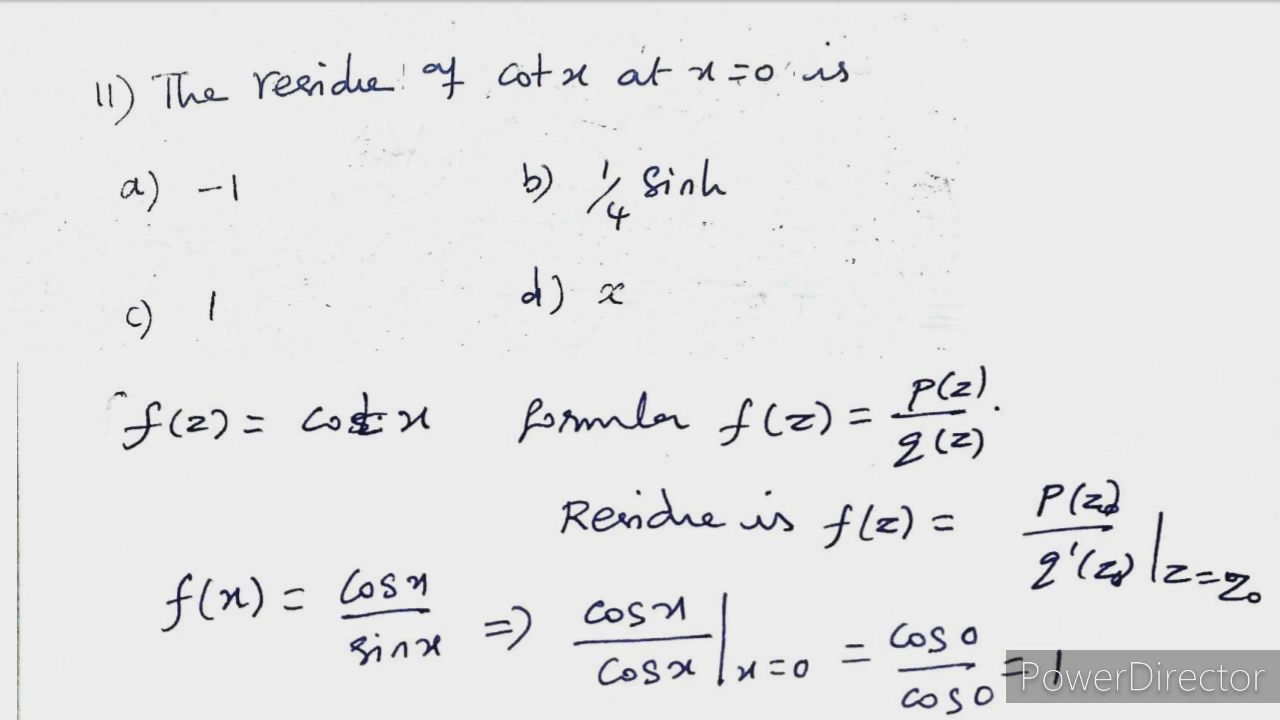 11) The residue of cot x at x=0 is
a) -1 b) 1/4 Sinh
c) 1 d) x
f(z) = cot x formula f(z) = P(z)/q(z).
Residue is f(z) = P(z₀)/q'(z₀) | z=z₀
f(x) = cos x/sin x ⇒ cos x/cos x | x=0 = cos 0/cos 0 = 1
PowerDirector